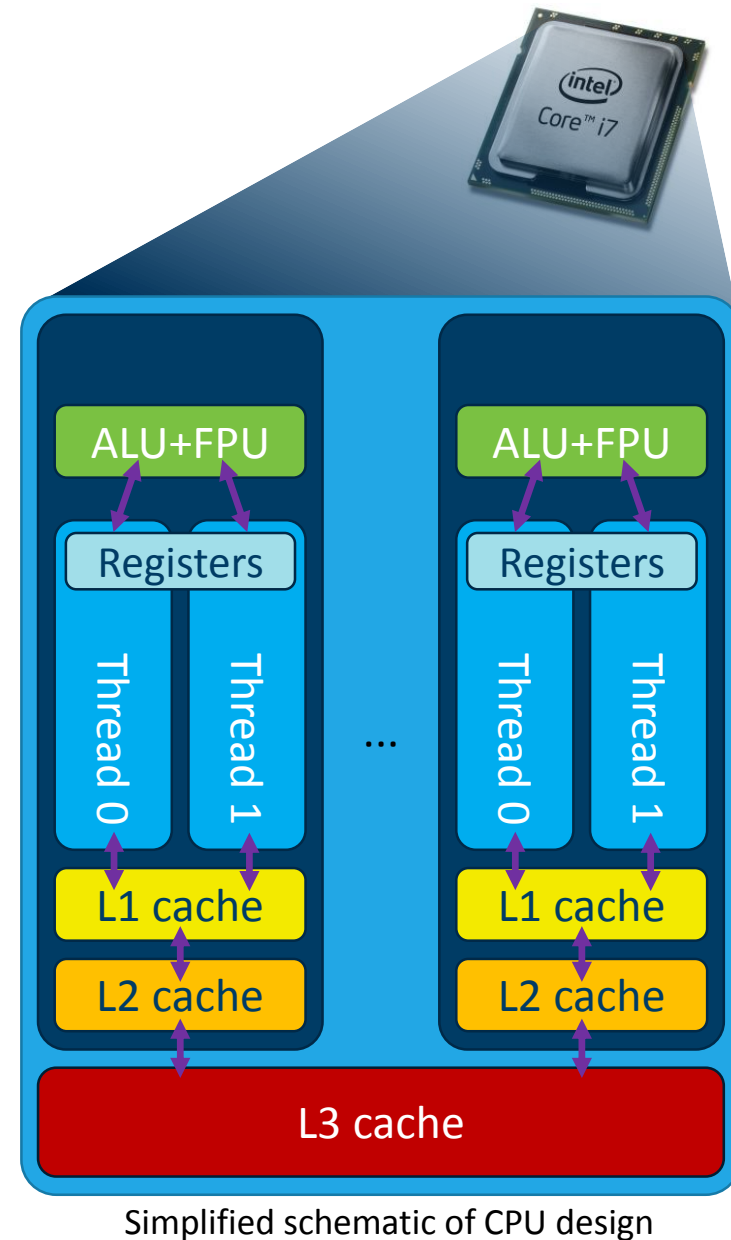 intel
Core™ i7
ALU+FPU
Registers
Thread 0
Thread 1
L1 cache
L2 cache
...
ALU+FPU
Registers
Thread 0
Thread 1
L1 cache
L2 cache
L3 cache
Simplified schematic of CPU design